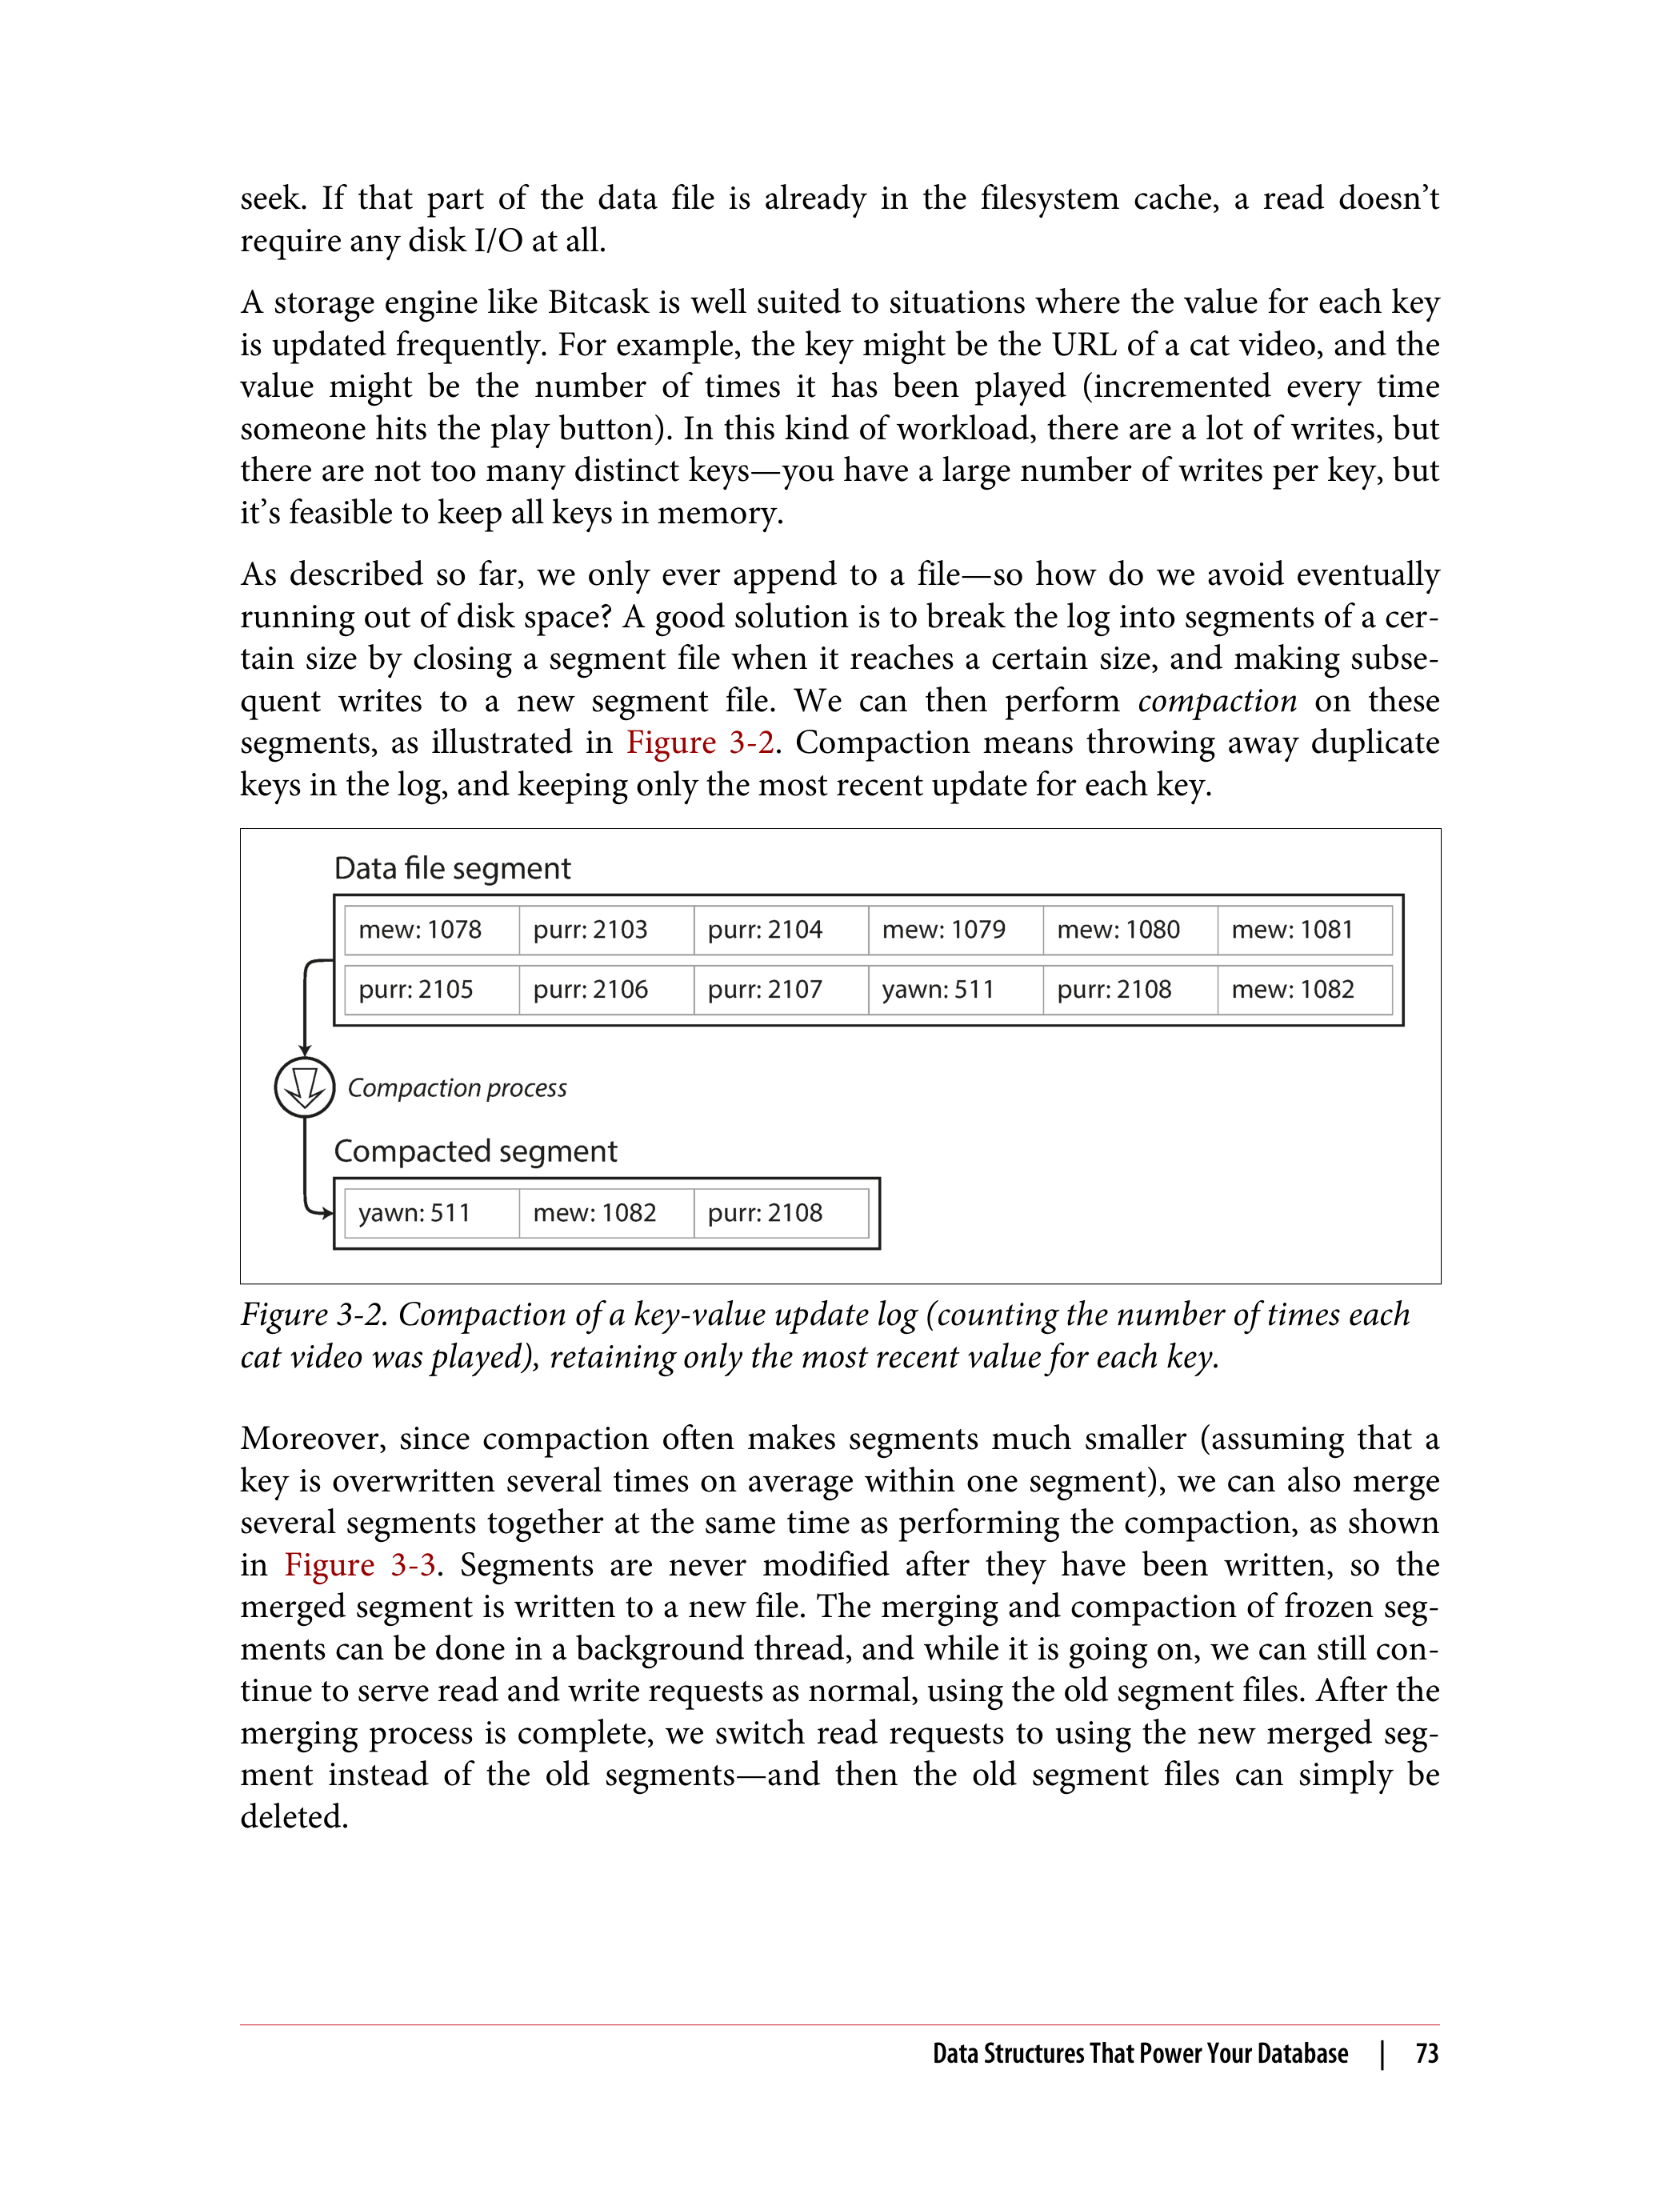 seek. If that part of the data file is already in the filesystem cache, a read doesn’t
require any disk I/O at all.
A storage engine like Bitcask is well suited to situations where the value for each key
is updated frequently. For example, the key might be the URL of a cat video, and the
value might be the number of times it has been played (incremented every time
someone hits the play button). In this kind of workload, there are a lot of writes, but
there are not too many distinct keys—you have a large number of writes per key, but
it’s feasible to keep all keys in memory.
As described so far, we only ever append to a file—so how do we avoid eventually
running out of disk space? A good solution is to break the log into segments of a cer-
tain size by closing a segment file when it reaches a certain size, and making subse-
quent writes to a new segment file. We can then perform compaction on these
segments, as illustrated in Figure 3-2. Compaction means throwing away duplicate
keys in the log, and keeping only the most recent update for each key.
Data file segment
mew: 1078 purr: 2103 purr: 2104 mew: 1079 mew: 1080 mew: 1081
purr: 2105 purr: 2106 purr: 2107 yawn: 511 purr: 2108 mew: 1082
Compaction process
Compacted segment
yawn: 511 mew: 1082 purr: 2108
Figure 3-2. Compaction of a key-value update log (counting the number of times each
cat video was played), retaining only the most recent value for each key.
Moreover, since compaction often makes segments much smaller (assuming that a
key is overwritten several times on average within one segment), we can also merge
several segments together at the same time as performing the compaction, as shown
in Figure 3-3. Segments are never modified after they have been written, so the
merged segment is written to a new file. The merging and compaction of frozen seg-
ments can be done in a background thread, and while it is going on, we can still con-
tinue to serve read and write requests as normal, using the old segment files. After the
merging process is complete, we switch read requests to using the new merged seg-
ment instead of the old segments—and then the old segment files can simply be
deleted.
Data Structures That Power Your Database | 73